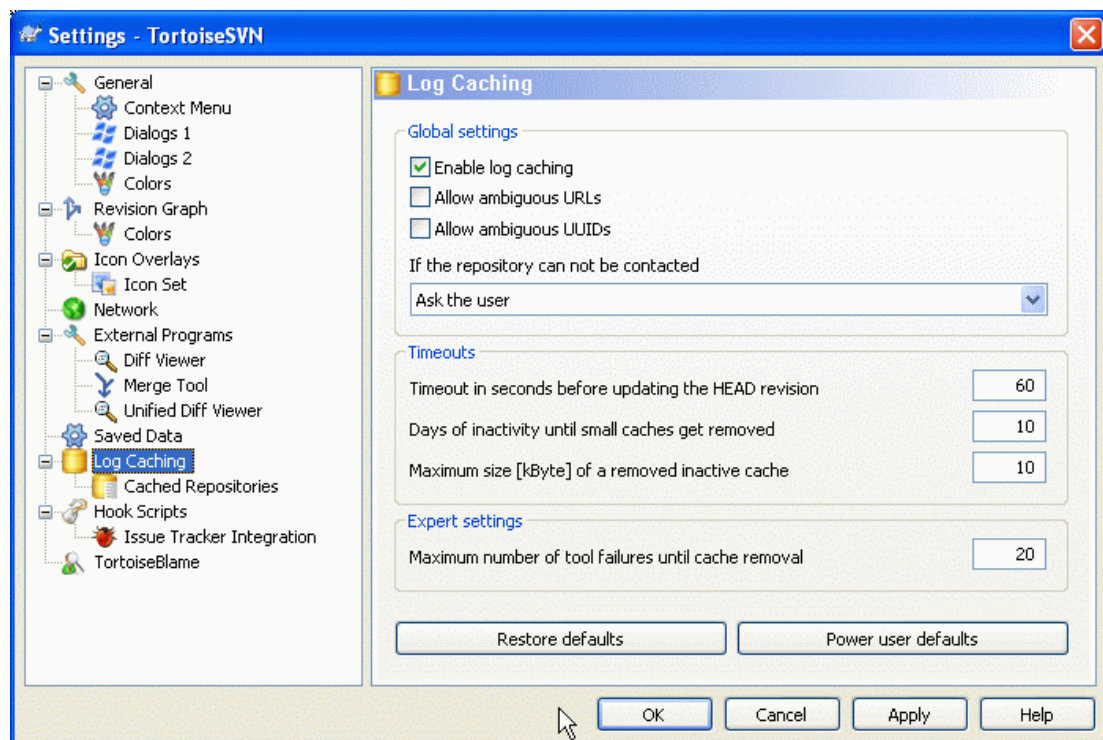 Settings - TortoiseSVN
General
Context Menu
Dialogs 1
Dialogs 2
Colors
Revision Graph
Colors
Icon Overlays
Icon Set
Network
External Programs
Diff Viewer
Merge Tool
Unified Diff Viewer
Saved Data
Log Caching
Cached Repositories
Hook Scripts
Issue Tracker Integration
TortoiseBlame
Log Caching
Global settings
Enable log caching
Allow ambiguous URLs
Allow ambiguous UUIDs
If the repository can not be contacted
Ask the user
Timeouts
Timeout in seconds before updating the HEAD revision 60
Days of inactivity until small caches get removed 10
Maximum size [kByte] of a removed inactive cache 10
Expert settings
Maximum number of tool failures until cache removal 20
Restore defaults Power user defaults
OK Cancel Apply Help